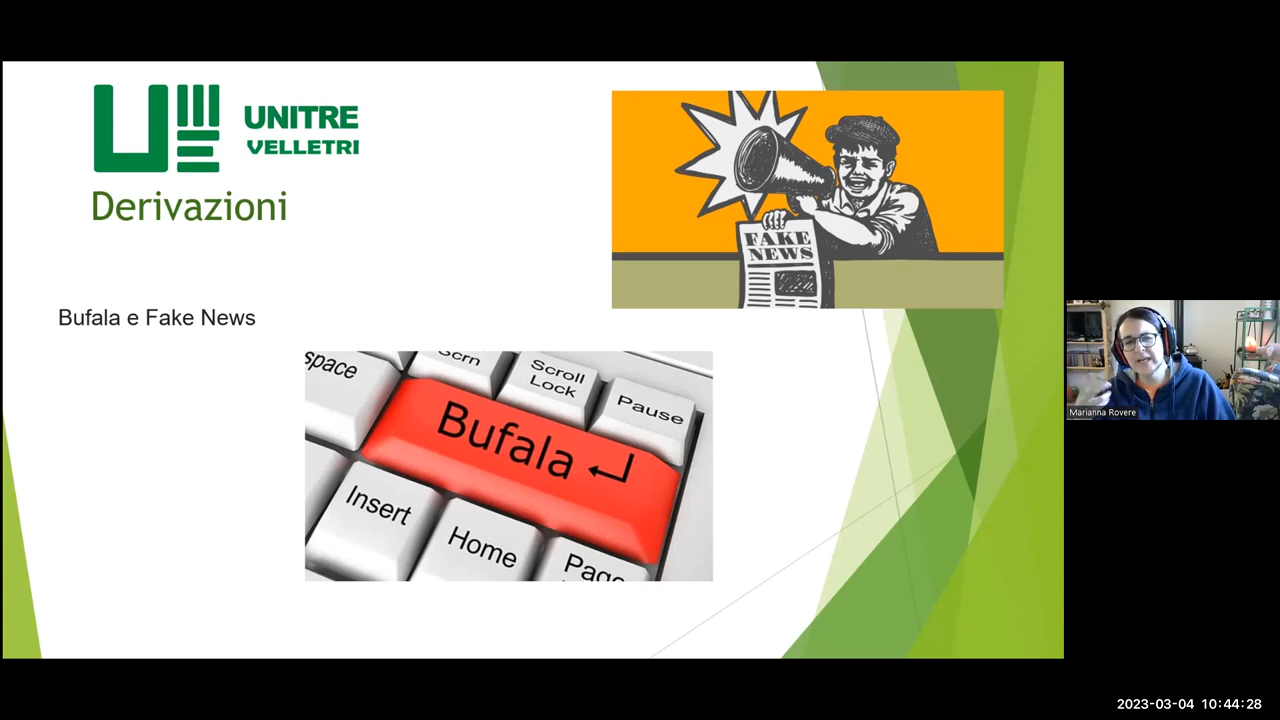 UNITRE
VELLETRI
Derivazioni
FAKE
NEWS
Bufala e Fake News
space
Scrn
Scroll
Lock
Pause
Bufala
Insert
Home
Page
Marianna Rovere
2023-03-04 10:44:28